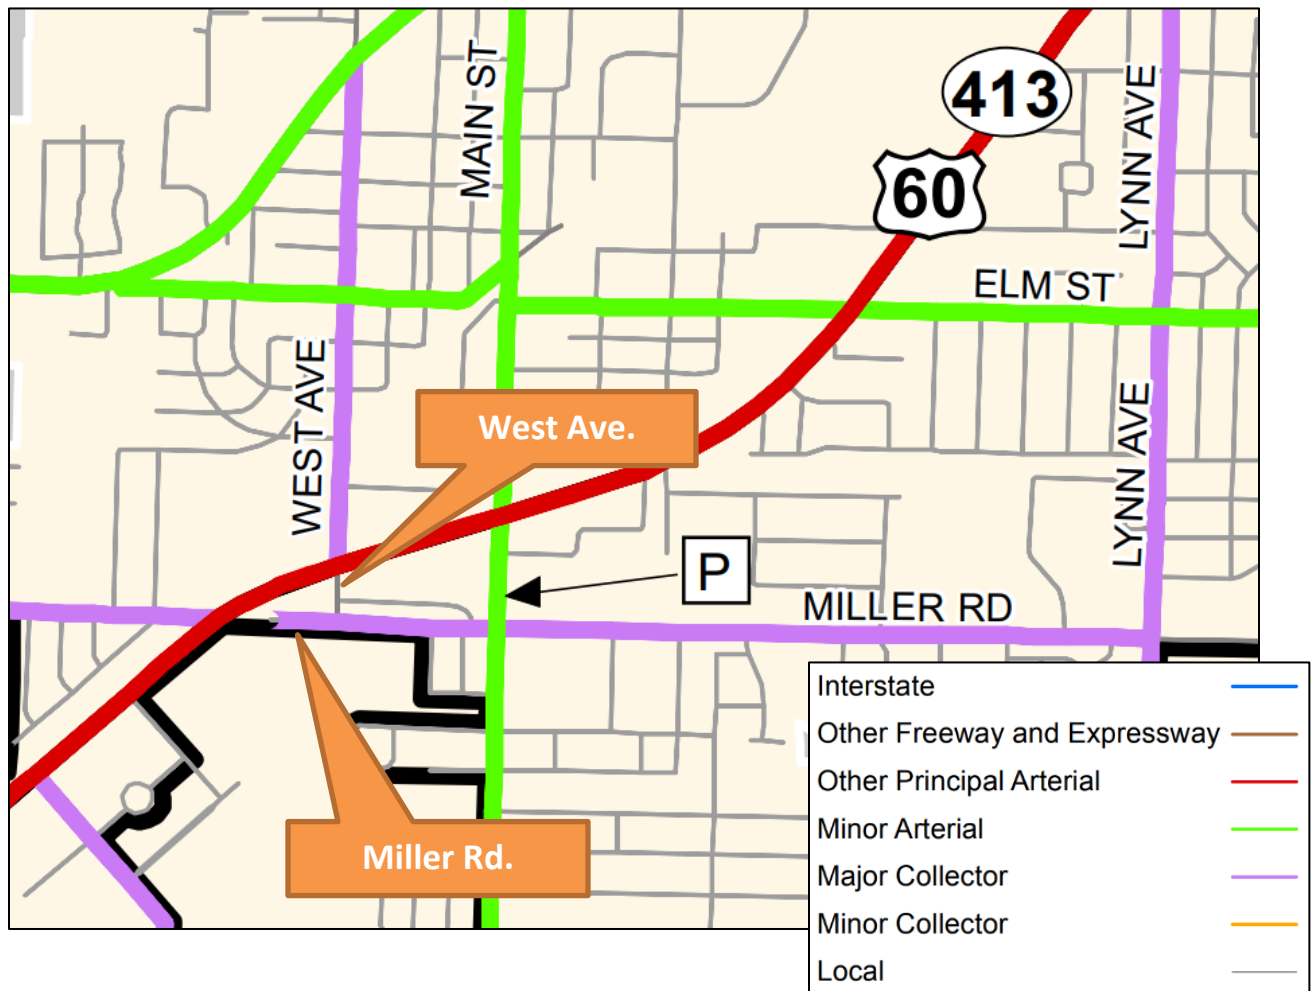 MAIN ST
413
LYNN AVE
60
ELM ST
WEST AVE
West Ave.
LYNN AVE
P
MILLER RD
Miller Rd.
Interstate
Other Freeway and Expressway
Other Principal Arterial
Minor Arterial
Major Collector
Minor Collector
Local